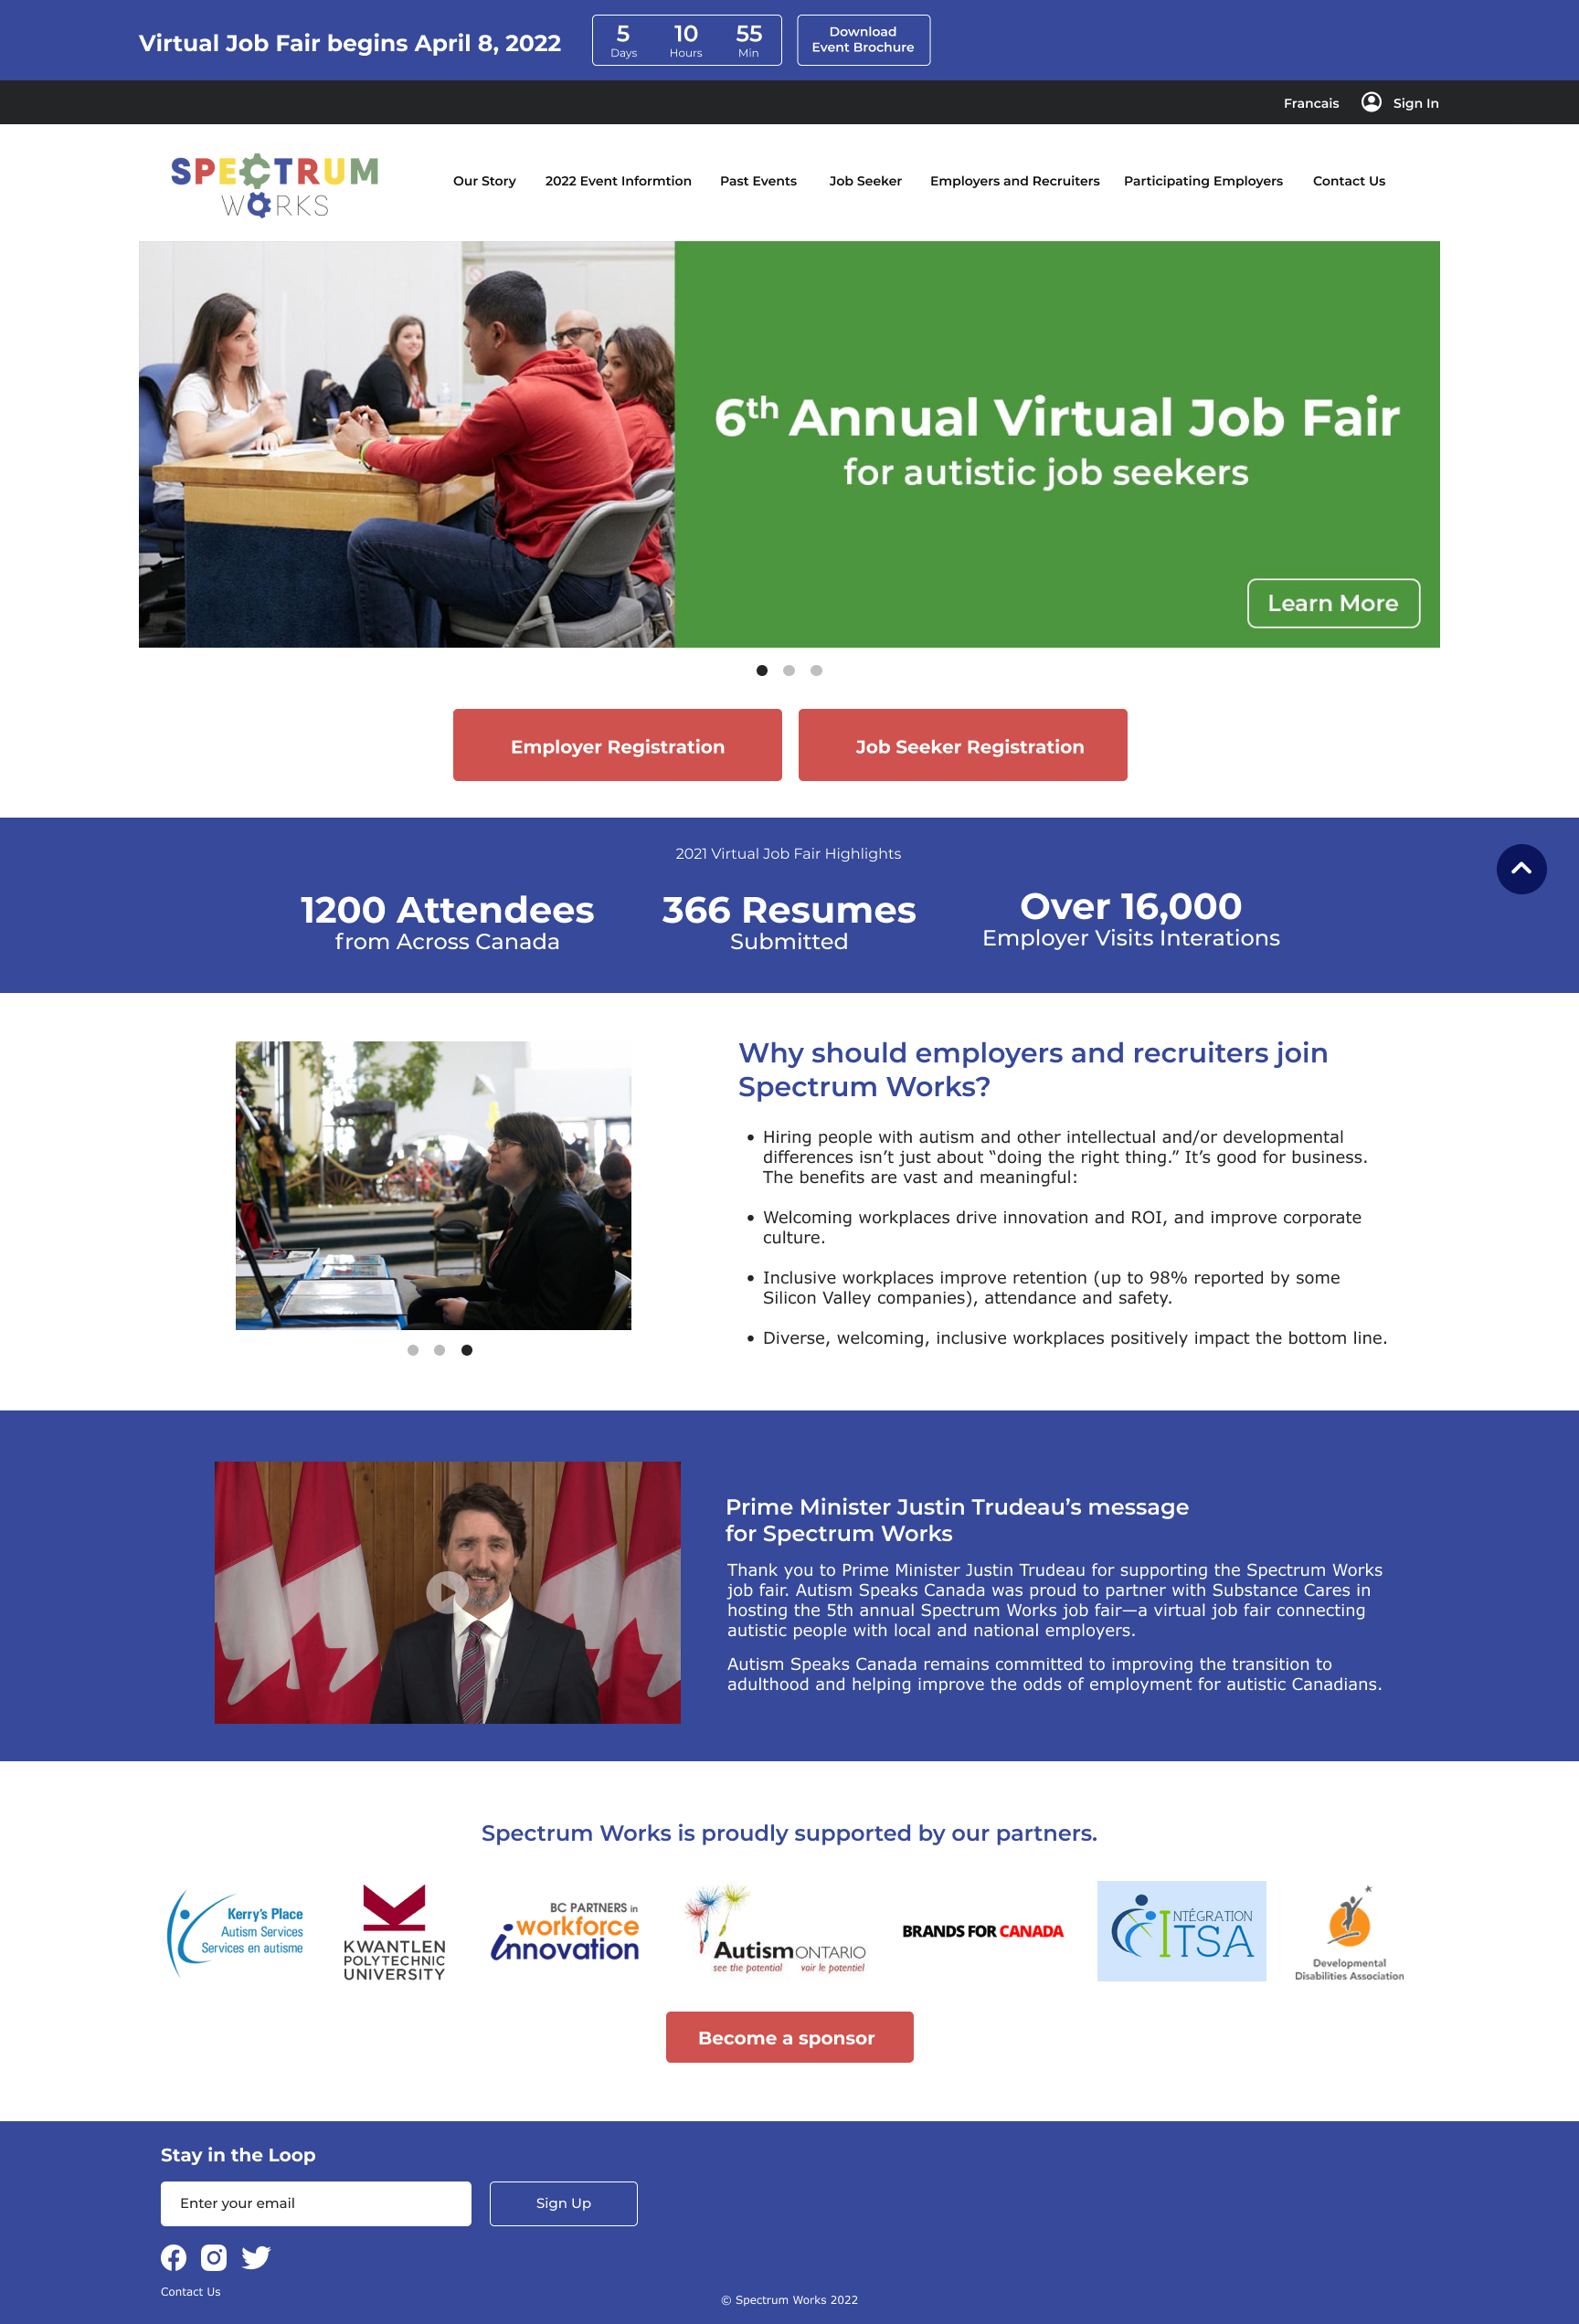 Virtual Job Fair begins April 8, 2022
5 10 55
Days Hours Min
Download
Event Brochure
Francais Sign In
SPECTRUM
WORKS
Our Story 2022 Event Informtion Past Events Job Seeker Employers and Recruiters Participating Employers Contact Us
6th Annual Virtual Job Fair
for autistic job seekers
Learn More
Employer Registration Job Seeker Registration
2021 Virtual Job Fair Highlights
1200 Attendees
from Across Canada
366 Resumes
Submitted
Over 16,000
Employer Visits Interations
Why should employers and recruiters join
Spectrum Works?
• Hiring people with autism and other intellectual and/or developmental
differences isn’t just about “doing the right thing.” It’s good for business.
The benefits are vast and meaningful:
• Welcoming workplaces drive innovation and ROI, and improve corporate
culture.
• Inclusive workplaces improve retention (up to 98% reported by some
Silicon Valley companies), attendance and safety.
• Diverse, welcoming, inclusive workplaces positively impact the bottom line.
Prime Minister Justin Trudeau’s message
for Spectrum Works
Thank you to Prime Minister Justin Trudeau for supporting the Spectrum Works
job fair. Autism Speaks Canada was proud to partner with Substance Cares in
hosting the 5th annual Spectrum Works job fair—a virtual job fair connecting
autistic people with local and national employers.
Autism Speaks Canada remains committed to improving the transition to
adulthood and helping improve the odds of employment for autistic Canadians.
Spectrum Works is proudly supported by our partners.
Kerry's Place
Autism Services
Services en autisme
KWANTLEN
POLYTECHNIC
UNIVERSITY
BC PARTNERS in
workforce
innovation
Autism ONTARIO
see the potential voir le potentiel
BRANDS FOR CANADA
INTÉGRATION
TSA
Developmental
Disabilities Association
Become a sponsor
Stay in the Loop
Enter your email Sign Up
Contact Us
© Spectrum Works 2022